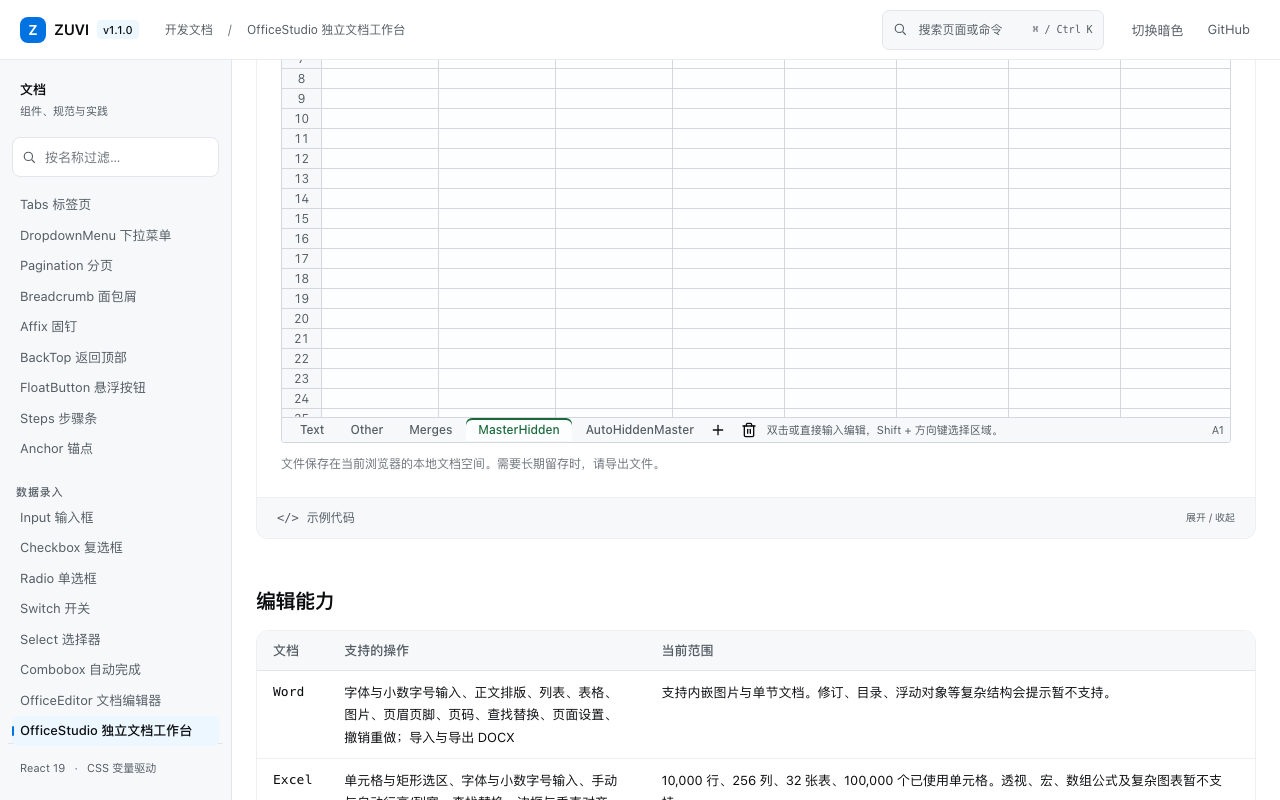 Z ZUVI v1.1.0 开发文档 / OfficeStudio 独立文档工作台 搜索页面或命令 ⌘ / Ctrl K 切换暗色 GitHub
文档
组件、规范与实践
按名称过滤...
Tabs 标签页
DropdownMenu 下拉菜单
Pagination 分页
Breadcrumb 面包屑
Affix 固钉
BackTop 返回顶部
FloatButton 悬浮按钮
Steps 步骤条
Anchor 锚点
数据录入
Input 输入框
Checkbox 复选框
Radio 单选框
Switch 开关
Select 选择器
Combobox 自动完成
OfficeEditor 文档编辑器
OfficeStudio 独立文档工作台
React 19 · CSS 变量驱动
8
9
10
11
12
13
14
15
16
17
18
19
20
21
22
23
24
Text Other Merges MasterHidden AutoHiddenMaster + 双击或直接输入编辑，Shift + 方向键选择区域。 A1
文件保存在当前浏览器的本地文档空间。需要长期留存时，请导出文件。
</> 示例代码 展开 / 收起
编辑能力
文档 支持的操作 当前范围
Word 字体与小数字号输入、正文排版、列表、表格、 支持内嵌图片与单节文档。修订、目录、浮动对象等复杂结构会提示暂不支持。
图片、页眉页脚、页码、查找替换、页面设置、
撤销重做；导入与导出 DOCX
Excel 单元格与矩形选区、字体与小数字号输入、手动 10,000 行、256 列、32 张表、100,000 个已使用单元格。透视、宏、数组公式及复杂图表暂不支